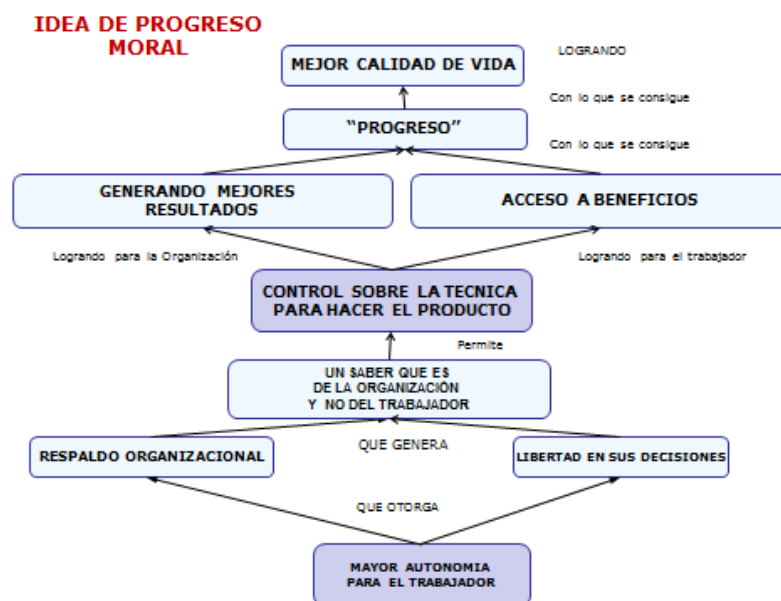 IDEA DE PROGRESO
MORAL
MEJOR CALIDAD DE VIDA
LOGRANDO
Con lo que se consigue
“PROGRESO”
Con lo que se consigue
GENERANDO MEJORES
RESULTADOS
ACCESO A BENEFICIOS
Logrando para la Organización
Logrando para el trabajador
CONTROL SOBRE LA TECNICA
PARA HACER EL PRODUCTO
Permite
UN SABER QUE ES
DE LA ORGANIZACIÓN
Y NO DEL TRABAJADOR
RESPALDO ORGANIZACIONAL
QUE GENERA
LIBERTAD EN SUS DECISIONES
QUE OTORGA
MAYOR AUTONOMIA
PARA EL TRABAJADOR